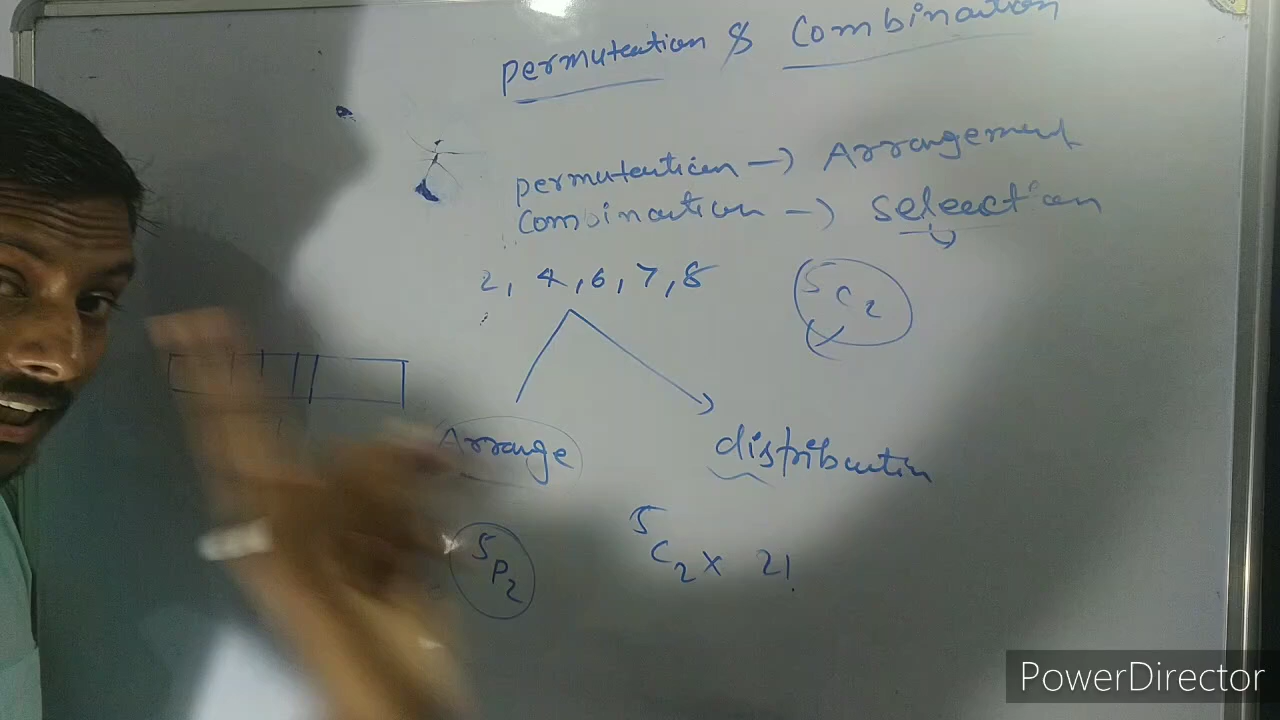 Permutation & Combination
permutation → Arrangement
Combination → selection
2, 4, 6, 7, 8
5C2
Arrange distribution
5P2
5C2 x 2!
PowerDirector